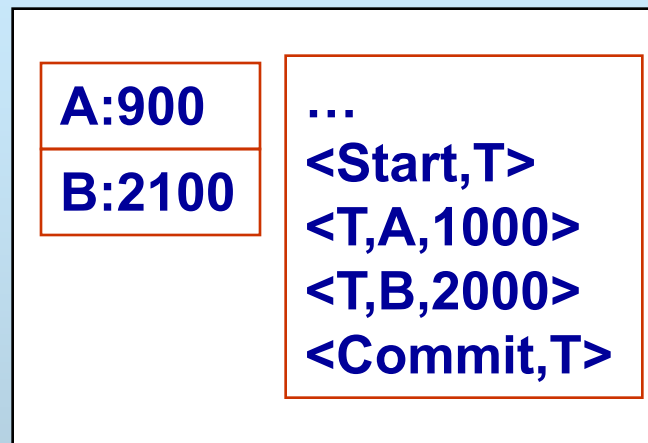 A:900
B:2100
...
<Start,T>
<T,A,1000>
<T,B,2000>
<Commit,T>